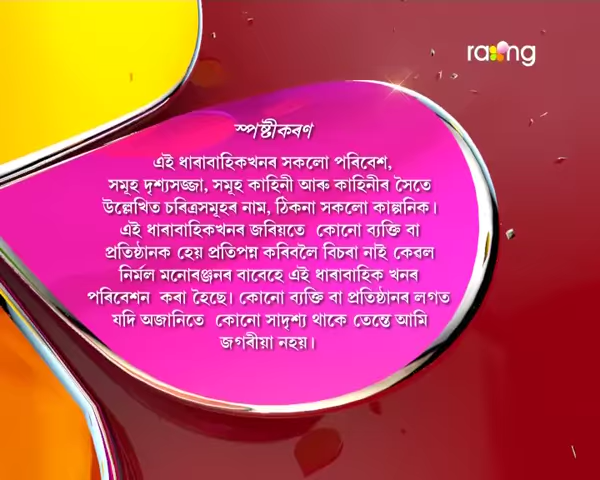 rang
স্পষ্টীকৰণ
এই ধাৰাবাহিকখনৰ সকলো পৰিবেশ,
সমূহ দৃশ্যসজ্জা, সমূহ কাহিনী আৰু কাহিনীৰ সৈতে
উল্লেখিত চৰিত্ৰসমূহৰ নাম, ঠিকনা সকলো কাল্পনিক।
এই ধাৰাবাহিকখনৰ জৰিয়তে কোনো ব্যক্তি বা
প্ৰতিষ্ঠানক হেয় প্ৰতিপন্ন কৰিবলৈ বিচৰা নাই কেৱল
নিৰ্মল মনোৰঞ্জনৰ বাবেহে এই ধাৰাবাহিক খনৰ
পৰিবেশন কৰা হৈছে। কোনো ব্যক্তি বা প্ৰতিষ্ঠানৰ লগত
যদি অজানিতে কোনো সাদৃশ্য থাকে তেন্তে আমি
জগৰীয়া নহয়।